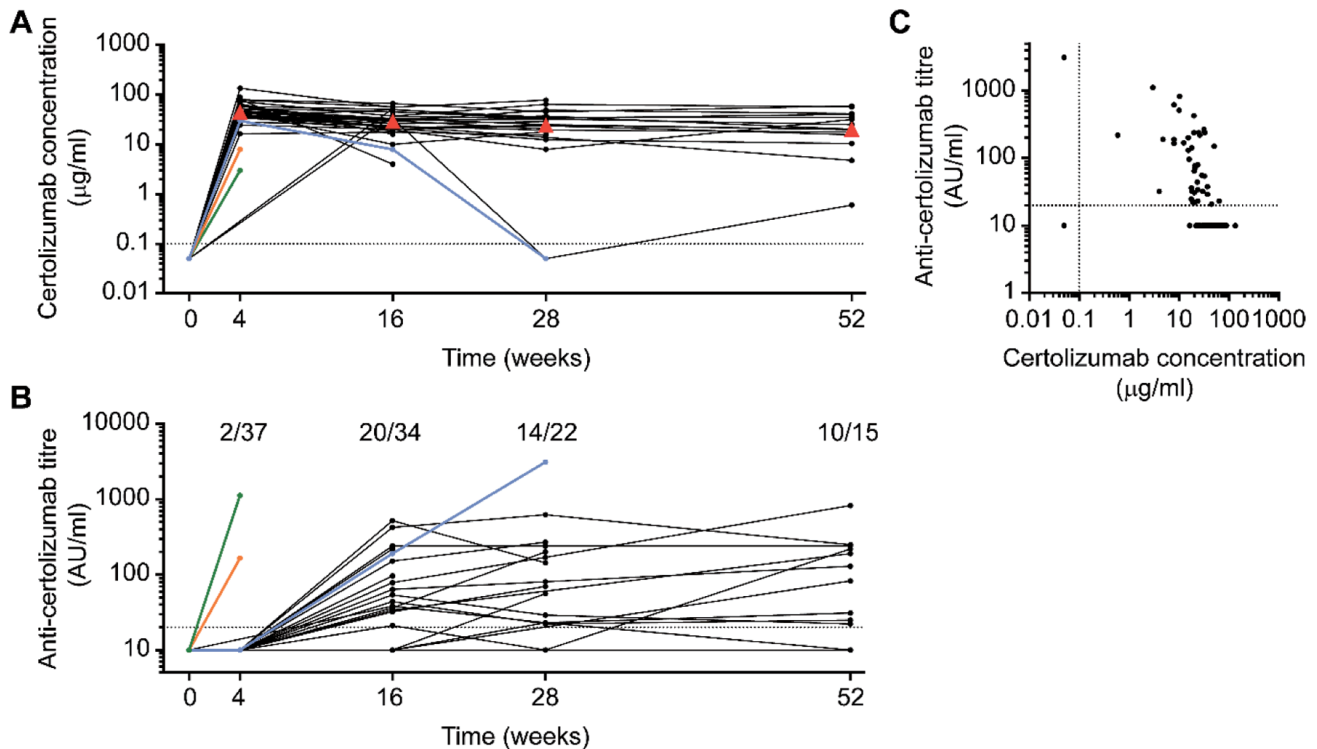 A
Certolizumab concentration
(µg/ml)
1000
100
10
1
0.1
0.01
0 4 16 28 52
Time (weeks)
B
Anti-certolizumab titre
(AU/ml)
10000
1000
100
10
2/37 20/34 14/22 10/15
0 4 16 28 52
Time (weeks)
C
Anti-certolizumab titre
(AU/ml)
1000
100
10
1
0.01 0.1 1 10 100 1000
Certolizumab concentration
(µg/ml)